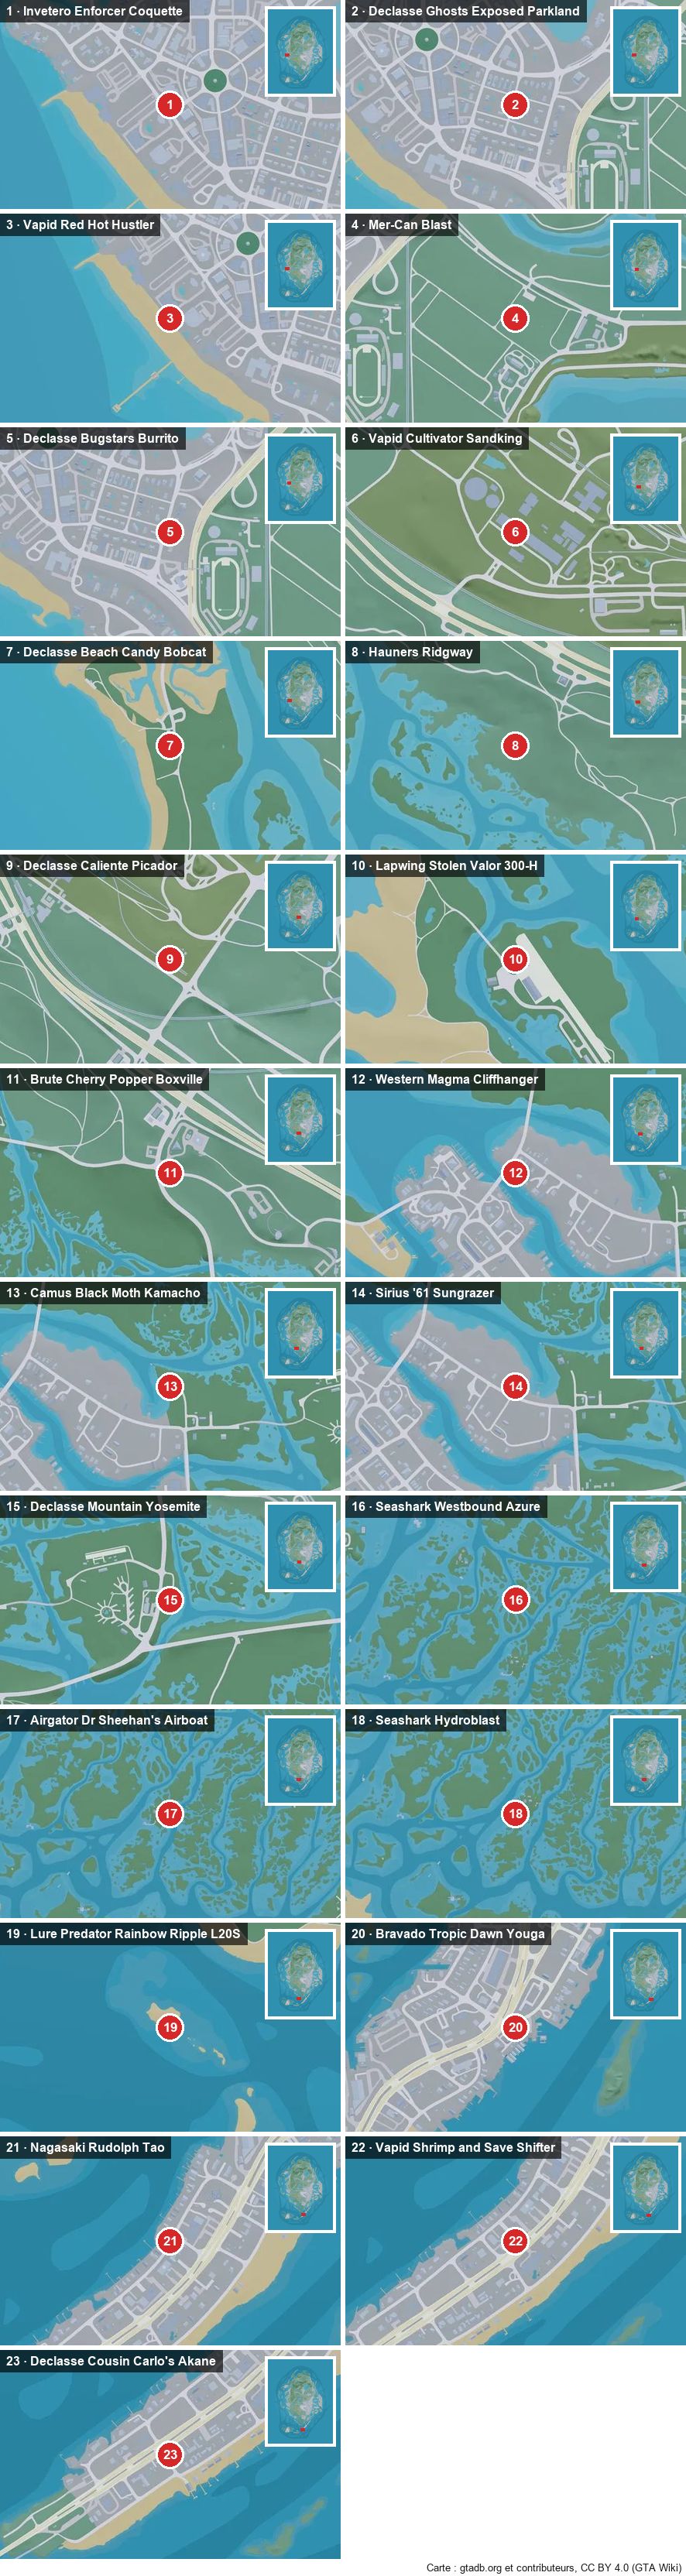 1 · Invetero Enforcer Coquette
1
2 · Declasse Ghosts Exposed Parkland
2
3 · Vapid Red Hot Hustler
3
4 · Mer-Can Blast
4
5 · Declasse Bugstars Burrito
5
6 · Vapid Cultivator Sandking
6
7 · Declasse Beach Candy Bobcat
7
8 · Hauners Ridgway
8
9 · Declasse Caliente Picador
9
10 · Lapwing Stolen Valor 300-H
10
11 · Brute Cherry Popper Boxville
11
12 · Western Magma Cliffhanger
12
13 · Camus Black Moth Kamacho
13
14 · Sirius '61 Sungrazer
14
15 · Declasse Mountain Yosemite
15
16 · Seashark Westbound Azure
16
17 · Airgator Dr Sheehan's Airboat
17
18 · Seashark Hydroblast
18
19 · Lure Predator Rainbow Ripple L20S
19
20 · Bravado Tropic Dawn Youga
20
21 · Nagasaki Rudolph Tao
21
22 · Vapid Shrimp and Save Shifter
22
23 · Declasse Cousin Carlo's Akane
23
Carte : gtadb.org et contributeurs, CC BY 4.0 (GTA Wiki)